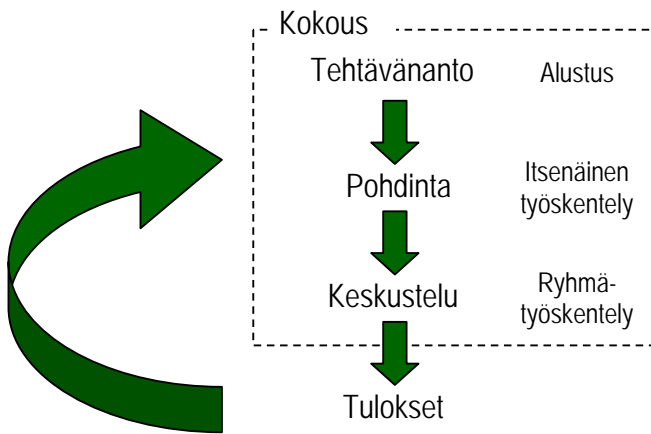 Kokous
Tehtävänanto
Alustus
Pohdinta
Itsenäinen
työskentely
Keskustelu
Ryhmä-
työskentely
Tulokset